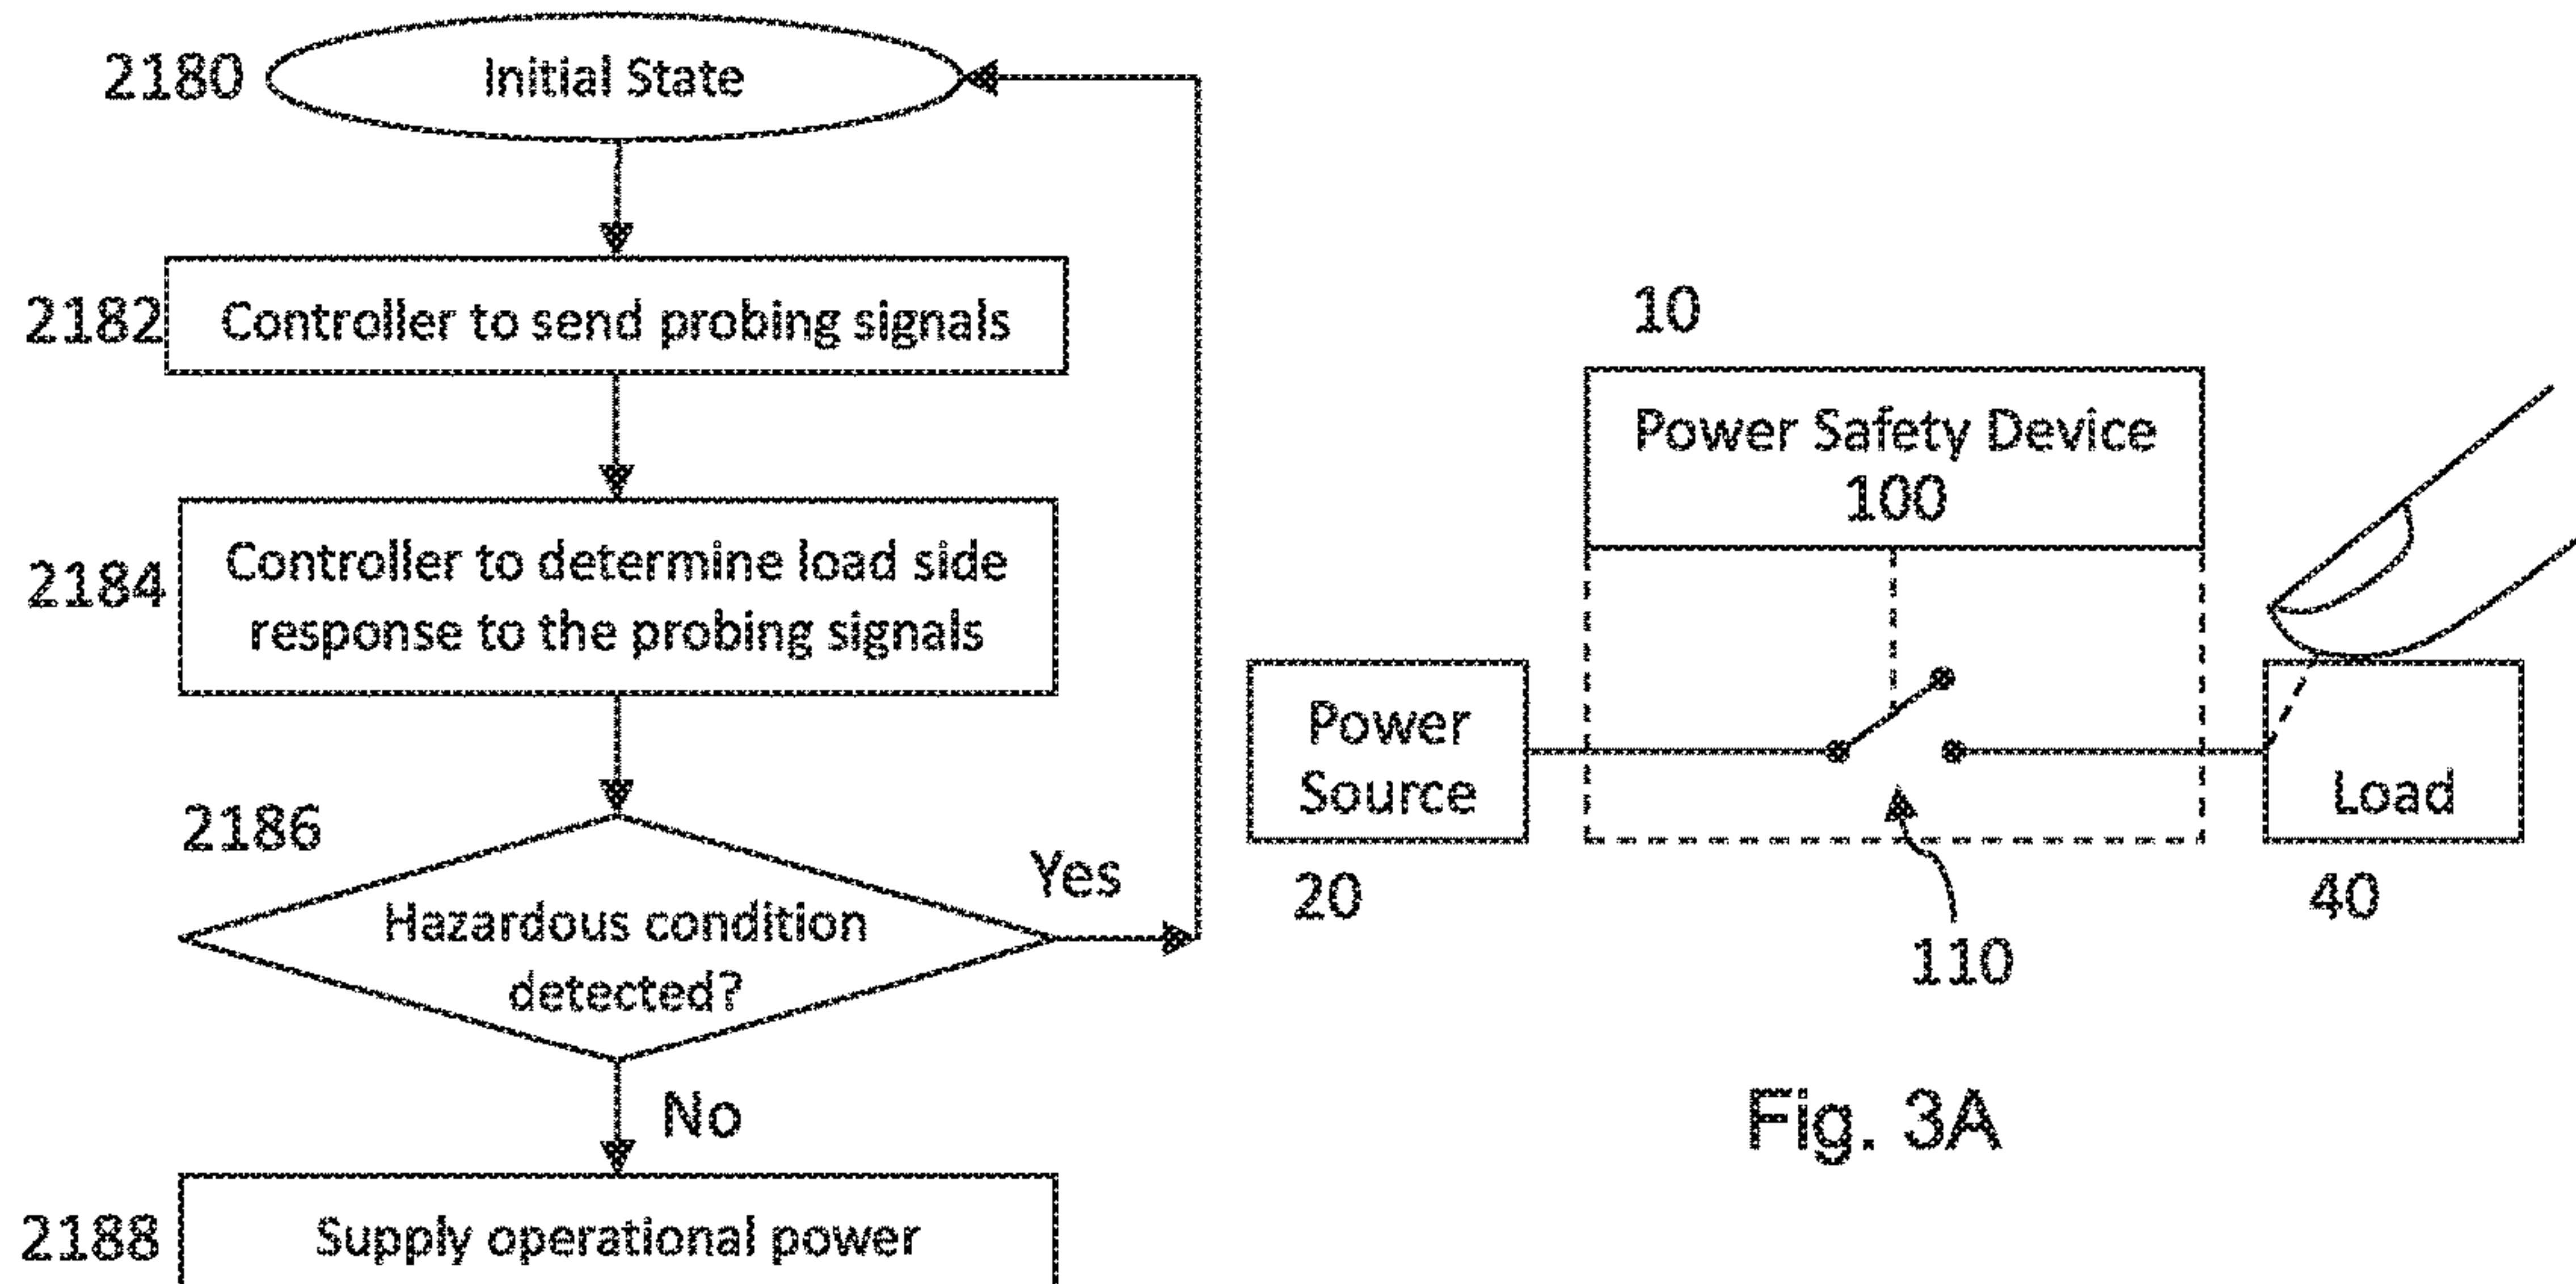 2180
Initial State
2182
Controller to send probing signals
2184
Controller to determine load side
response to the probing signals
2186
Hazardous condition
detected?
Yes
No
2188
Supply operational power
10
Power Safety Device
100
Power
Source
20
110
Load
40
Fig. 3A